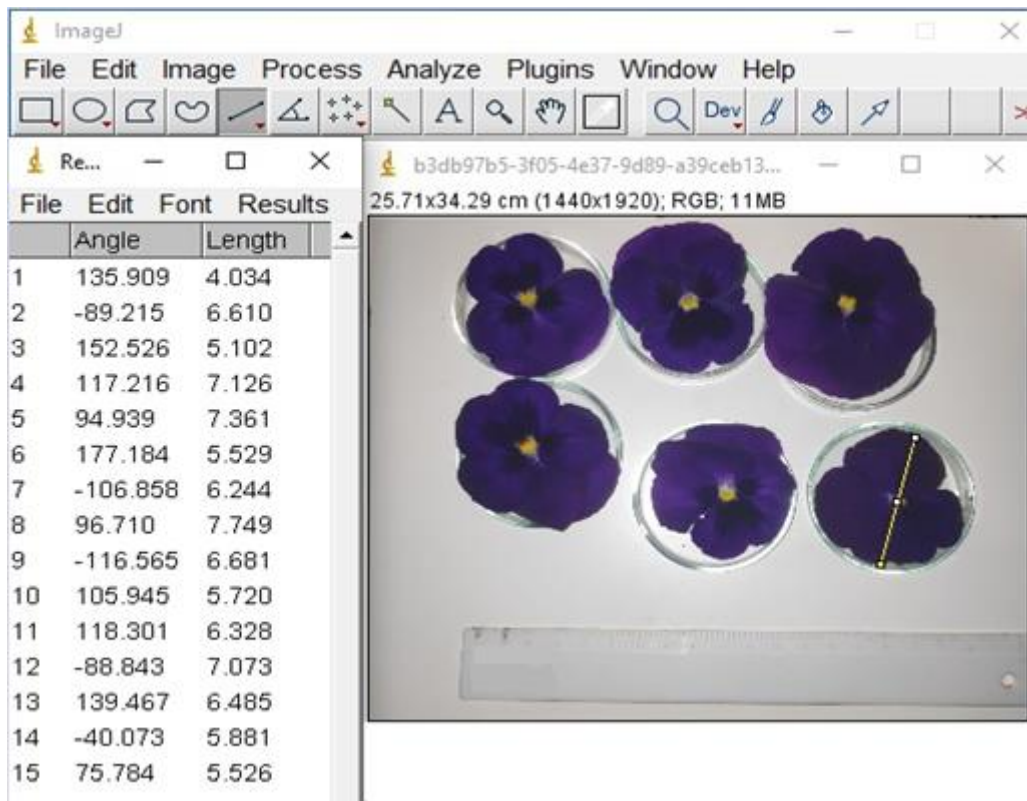 ImageJ
File Edit Image Process Analyze Plugins Window Help
A Dev
Re...
File Edit Font Results
Angle Length
1 135.909 4.034
2 -89.215 6.610
3 152.526 5.102
4 117.216 7.126
5 94.939 7.361
6 177.184 5.529
7 -106.858 6.244
8 96.710 7.749
9 -116.565 6.681
10 105.945 5.720
11 118.301 6.328
12 -88.843 7.073
13 139.467 6.485
14 -40.073 5.881
15 75.784 5.526
b3db97b5-3f05-4e37-9d89-a39ceb13...
25.71x34.29 cm (1440x1920); RGB; 11MB